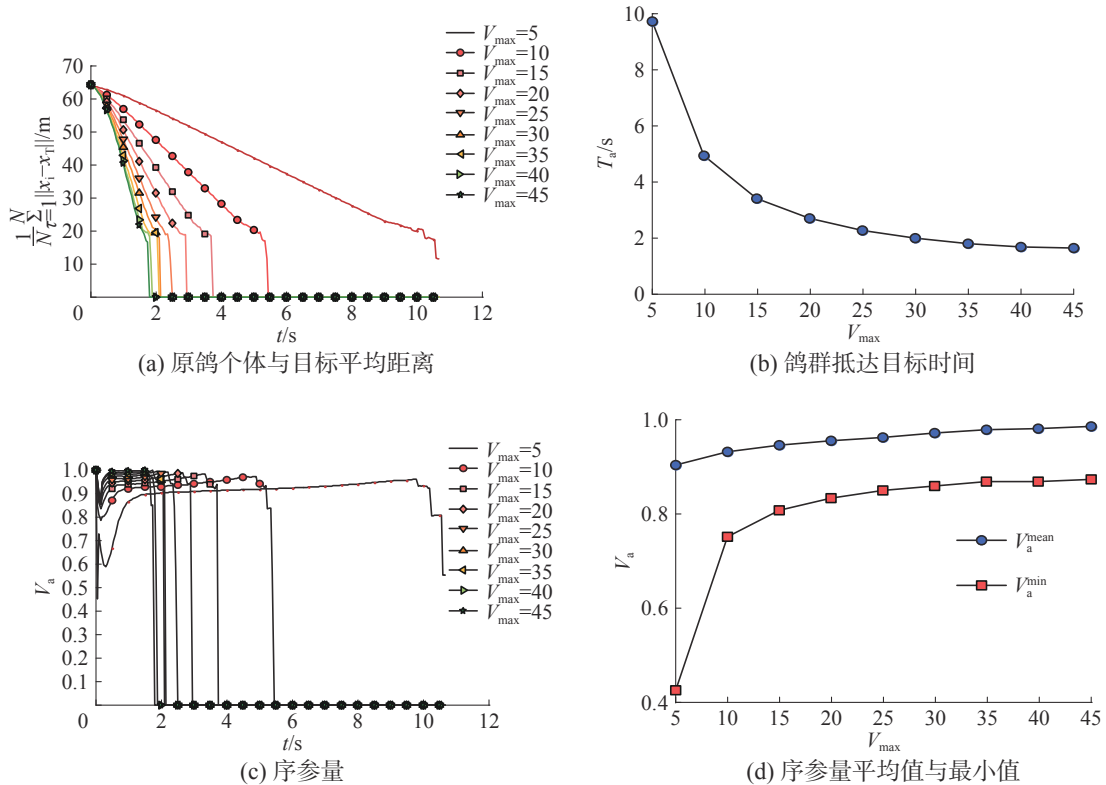 V_max=5
V_max=10
V_max=15
V_max=20
V_max=25
V_max=30
V_max=35
V_max=40
V_max=45
70
60
50
40
30
20
10
0
2
4
6
8
10
12
1/N N Σ τ=1 ||x_i−x_T||/m
t/s
(a) 原鸽个体与目标平均距离
10
8
6
4
2
0
5
10
15
20
25
30
35
40
45
T_a/s
V_max
(b) 鸽群抵达目标时间
V_max=5
V_max=10
V_max=15
V_max=20
V_max=25
V_max=30
V_max=35
V_max=40
V_max=45
1.0
0.9
0.8
0.7
0.6
0.5
0.4
0.3
0.2
0.1
0
2
4
6
8
10
12
V_a
t/s
(c) 序参量
1.0
0.8
0.6
0.4
5
10
15
20
25
30
35
40
45
V_a
V_a^mean
V_a^min
V_max
(d) 序参量平均值与最小值